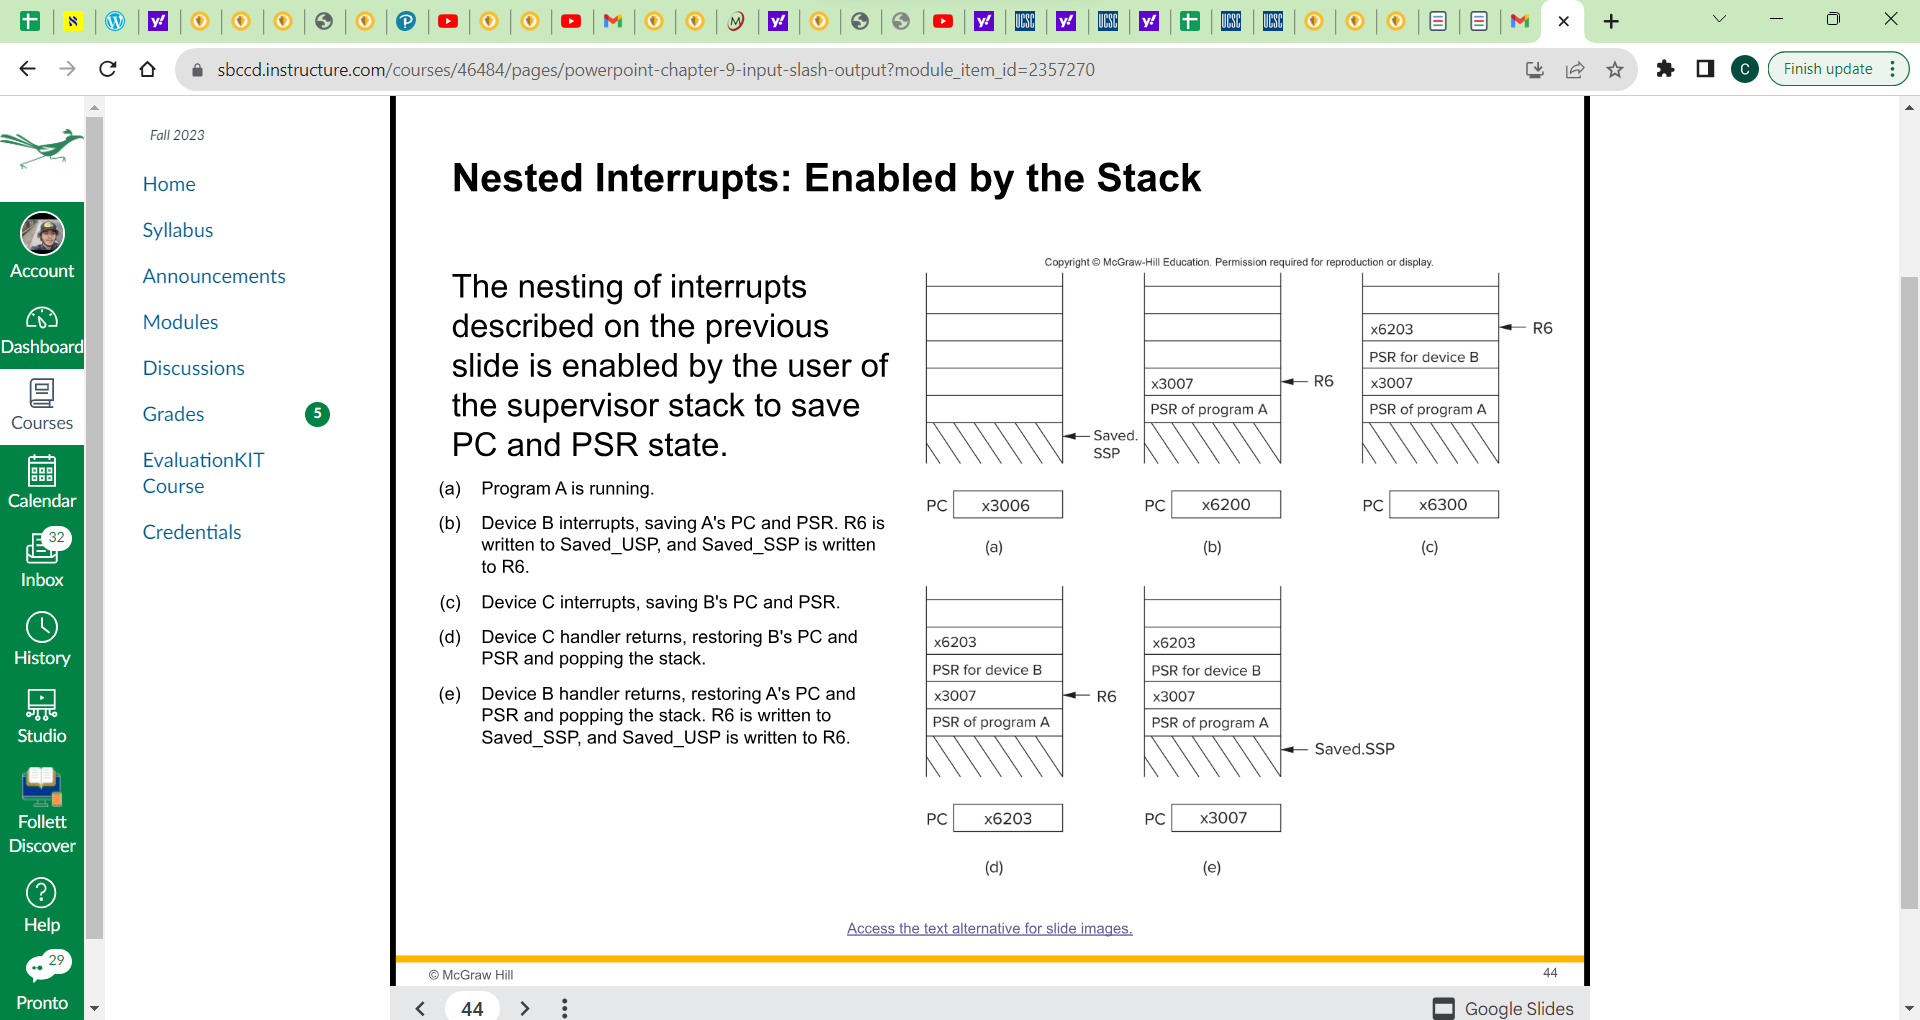 sbccd.instructure.com/courses/46484/pages/powerpoint-chapter-9-input-slash-output?module_item_id=2357270
C
Finish update
Account
Dashboard
Courses
Calendar
32
Inbox
History
Studio
Follett
Discover
Help
29
Pronto
Fall 2023
Home
Syllabus
Announcements
Modules
Discussions
Grades
5
EvaluationKIT
Course
Credentials
Nested Interrupts: Enabled by the Stack
The nesting of interrupts
described on the previous
slide is enabled by the user of
the supervisor stack to save
PC and PSR state.
(a) Program A is running.
(b) Device B interrupts, saving A's PC and PSR. R6 is
written to Saved_USP, and Saved_SSP is written
to R6.
(c) Device C interrupts, saving B's PC and PSR.
(d) Device C handler returns, restoring B's PC and
PSR and popping the stack.
(e) Device B handler returns, restoring A's PC and
PSR and popping the stack. R6 is written to
Saved_SSP, and Saved_USP is written to R6.
Copyright © McGraw-Hill Education. Permission required for reproduction or display.
Saved.
SSP
PC x3006
(a)
x3007
R6
PSR of program A
PC x6200
(b)
x6203
R6
PSR for device B
x3007
PSR of program A
PC x6300
(c)
x6203
PSR for device B
x3007
R6
PSR of program A
PC x6203
(d)
x6203
PSR for device B
x3007
PSR of program A
Saved.SSP
PC x3007
(e)
Access the text alternative for slide images.
© McGraw Hill
44
44
Google Slides